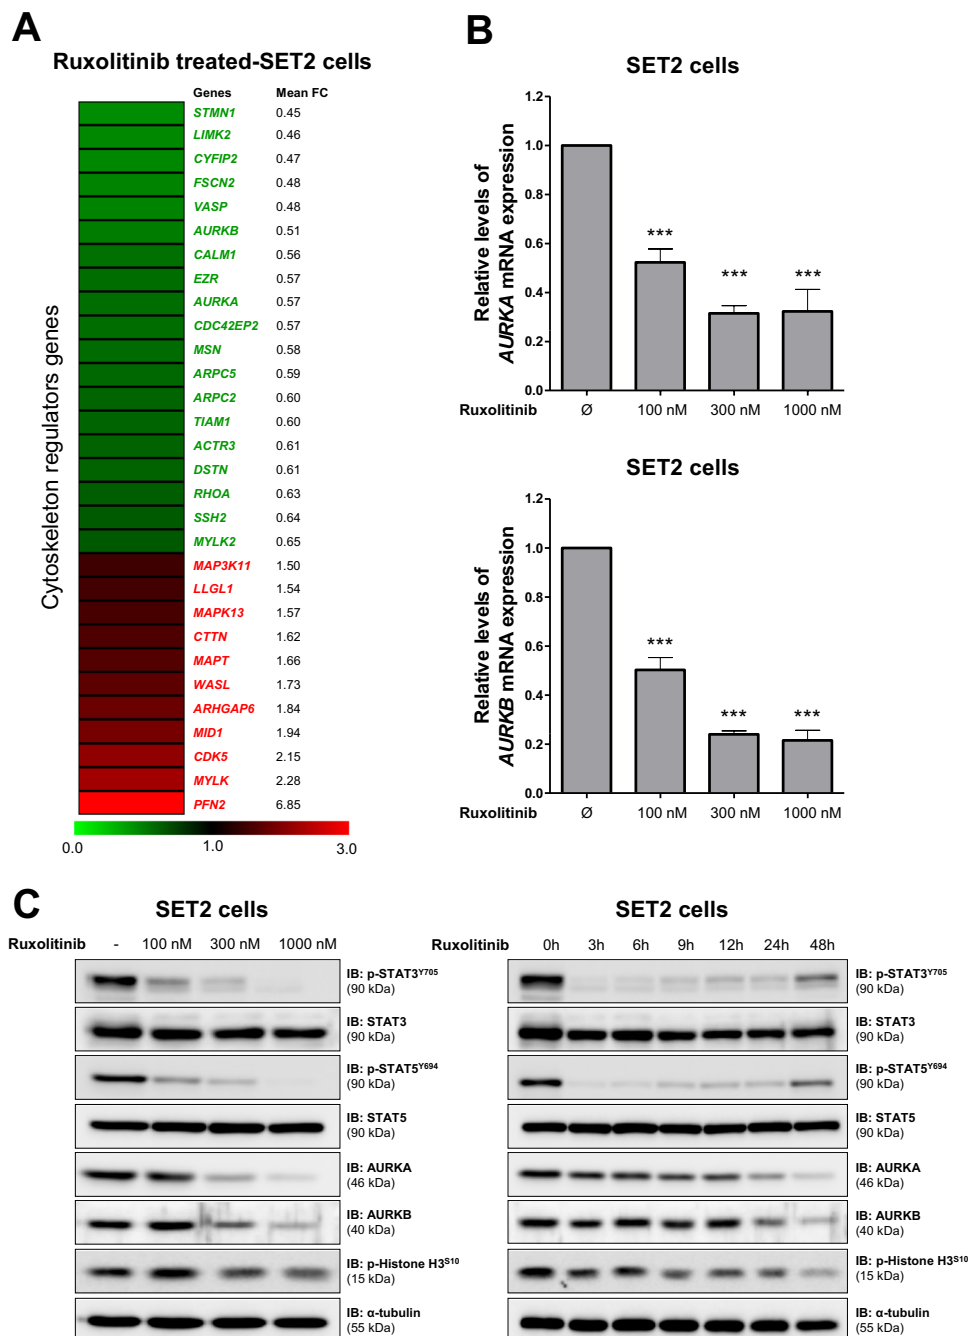 A
Ruxolitinib treated-SET2 cells
Genes Mean FC
STMN1 0.45
LIMK2 0.46
CYFIP2 0.47
FSCN2 0.48
VASP 0.48
AURKB 0.51
CALM1 0.56
EZR 0.57
AURKA 0.57
CDC42EP2 0.57
MSN 0.58
ARPC5 0.59
ARPC2 0.60
TIAM1 0.60
ACTR3 0.61
DSTN 0.61
RHOA 0.63
SSH2 0.64
MYLK2 0.65
MAP3K11 1.50
LLGL1 1.54
MAPK13 1.57
CTTN 1.62
MAPT 1.66
WASL 1.73
ARHGAP6 1.84
MID1 1.94
CDK5 2.15
MYLK 2.28
PFN2 6.85
Cytoskeleton regulators genes
0.0 1.0 3.0
B
SET2 cells
Relative levels of
AURKA mRNA expression
1.2
1.0
0.8
0.6
0.4
0.2
0.0
*** *** ***
Ruxolitinib Ø 100 nM 300 nM 1000 nM
SET2 cells
Relative levels of
AURKB mRNA expression
1.2
1.0
0.8
0.6
0.4
0.2
0.0
*** *** ***
Ruxolitinib Ø 100 nM 300 nM 1000 nM
C
SET2 cells
Ruxolitinib - 100 nM 300 nM 1000 nM
IB: p-STAT3Y705
(90 kDa)
IB: STAT3
(90 kDa)
IB: p-STAT5Y694
(90 kDa)
IB: STAT5
(90 kDa)
IB: AURKA
(46 kDa)
IB: AURKB
(40 kDa)
IB: p-Histone H3S10
(15 kDa)
IB: α-tubulin
(55 kDa)
SET2 cells
Ruxolitinib 0h 3h 6h 9h 12h 24h 48h
IB: p-STAT3Y705
(90 kDa)
IB: STAT3
(90 kDa)
IB: p-STAT5Y694
(90 kDa)
IB: STAT5
(90 kDa)
IB: AURKA
(46 kDa)
IB: AURKB
(40 kDa)
IB: p-Histone H3S10
(15 kDa)
IB: α-tubulin
(55 kDa)